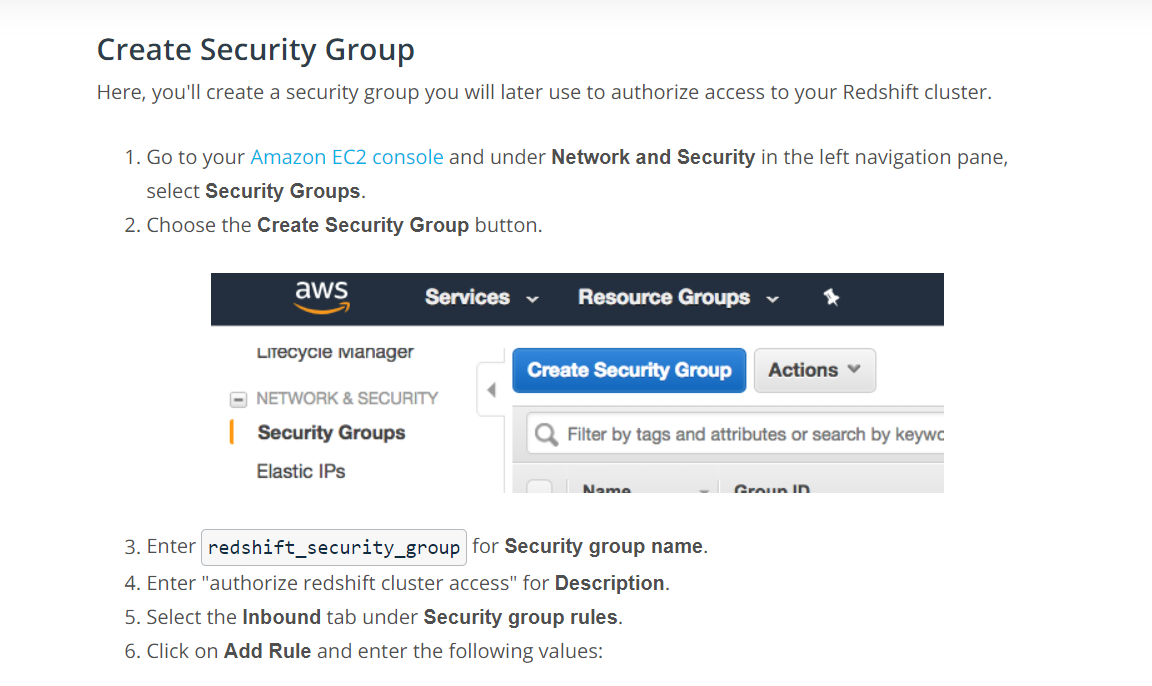 Create Security Group
Here, you'll create a security group you will later use to authorize access to your Redshift cluster.
1. Go to your Amazon EC2 console and under Network and Security in the left navigation pane,
select Security Groups.
2. Choose the Create Security Group button.
aws Services Resource Groups
Lifecycle Manager
Create Security Group Actions
NETWORK & SECURITY
Security Groups
Filter by tags and attributes or search by keywo
Elastic IPs
Name Group ID
3. Enter redshift_security_group for Security group name.
4. Enter "authorize redshift cluster access" for Description.
5. Select the Inbound tab under Security group rules.
6. Click on Add Rule and enter the following values: